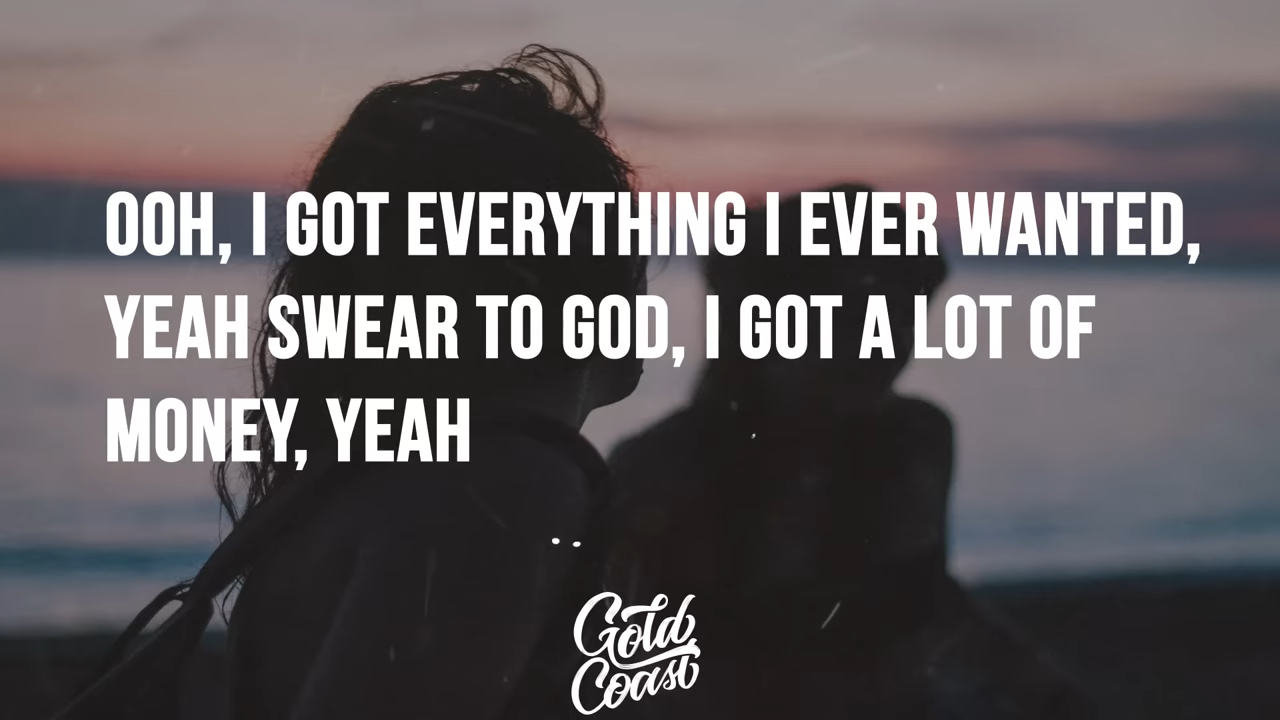 OOH, I GOT EVERYTHING I EVER WANTED,
YEAH SWEAR TO GOD, I GOT A LOT OF
MONEY, YEAH
Gold
Coast